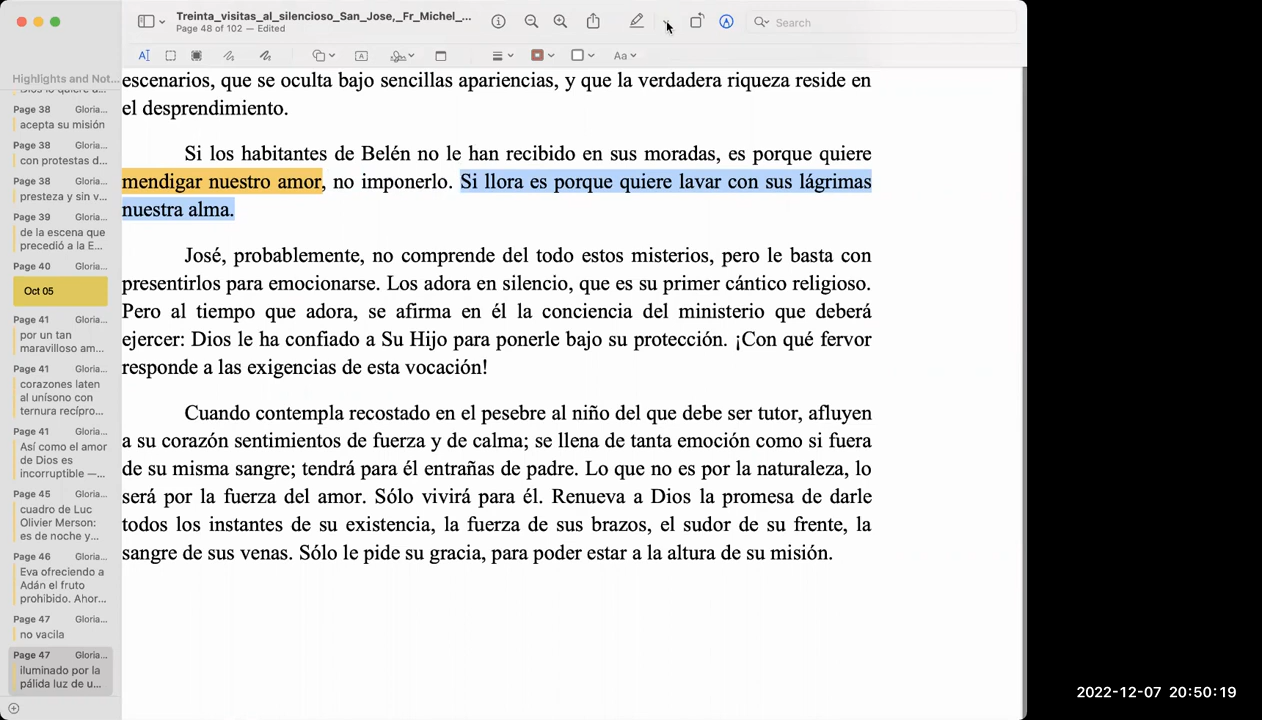 Treinta_visitas_al_silencioso_San_Jose,_Fr_Michel_...
Page 48 of 102 — Edited
Search
Aa
Highlights and Not...
Page 38 Gloria...
acepta su misión
Page 38 Gloria...
con protestas d...
Page 38 Gloria...
presteza y sin v...
Page 39 Gloria...
de la escena que
precedió a la E...
Page 40 Gloria...
Oct 05
Page 41 Gloria...
por un tan
maravilloso am...
Page 41 Gloria...
corazones laten
al unísono con
ternura recípro...
Page 41 Gloria...
Así como el amor
de Dios es
incorruptible —...
Page 45 Gloria...
cuadro de Luc
Olivier Merson:
es de noche y...
Page 46 Gloria...
Eva ofreciendo a
Adán el fruto
prohibido. Ahor...
Page 47 Gloria...
no vacila
Page 47 Gloria...
iluminado por la
pálida luz de u...
escenarios, que se oculta bajo sencillas apariencias, y que la verdadera riqueza reside en
el desprendimiento.
Si los habitantes de Belén no le han recibido en sus moradas, es porque quiere
mendigar nuestro amor, no imponerlo. Si llora es porque quiere lavar con sus lágrimas
nuestra alma.
José, probablemente, no comprende del todo estos misterios, pero le basta con
presentirlos para emocionarse. Los adora en silencio, que es su primer cántico religioso.
Pero al tiempo que adora, se afirma en él la conciencia del ministerio que deberá
ejercer: Dios le ha confiado a Su Hijo para ponerle bajo su protección. ¡Con qué fervor
responde a las exigencias de esta vocación!
Cuando contempla recostado en el pesebre al niño del que debe ser tutor, afluyen
a su corazón sentimientos de fuerza y de calma; se llena de tanta emoción como si fuera
de su misma sangre; tendrá para él entrañas de padre. Lo que no es por la naturaleza, lo
será por la fuerza del amor. Sólo vivirá para él. Renueva a Dios la promesa de darle
todos los instantes de su existencia, la fuerza de sus brazos, el sudor de su frente, la
sangre de sus venas. Sólo le pide su gracia, para poder estar a la altura de su misión.
2022-12-07 20:50:19